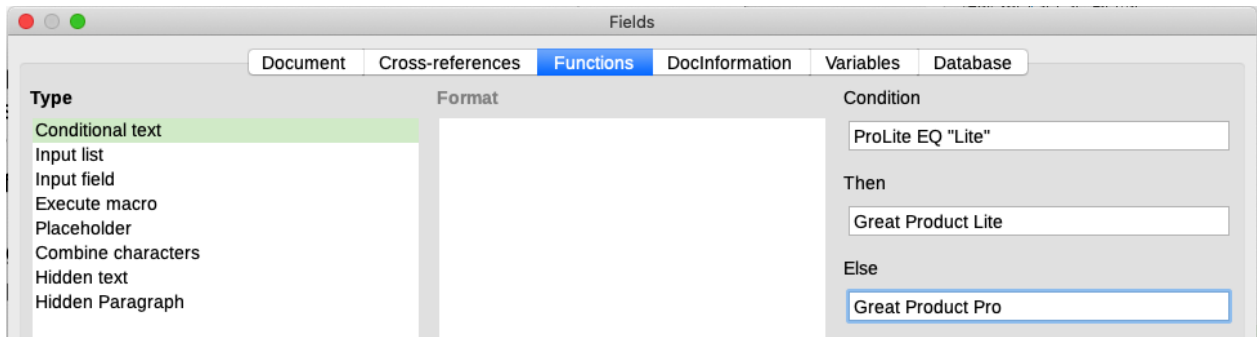 Fields
Document Cross-references Functions DocInformation Variables Database
Type
Format
Condition
Conditional text
Input list
Input field
Execute macro
Placeholder
Combine characters
Hidden text
Hidden Paragraph
ProLite EQ "Lite"
Then
Great Product Lite
Else
Great Product Pro